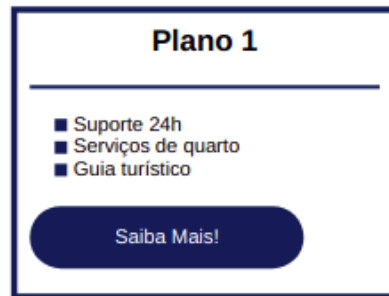 Plano 1
Suporte 24h
Serviços de quarto
Guia turístico
Saiba Mais!